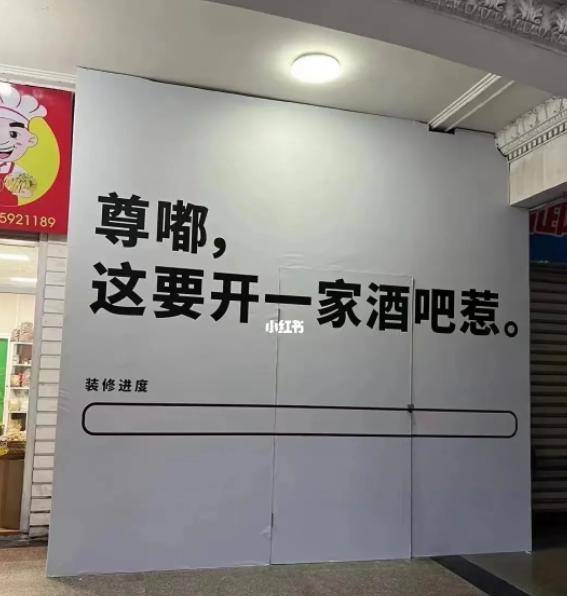 5921189
尊嘟，
这要开一家酒吧惹。
小红书
装修进度